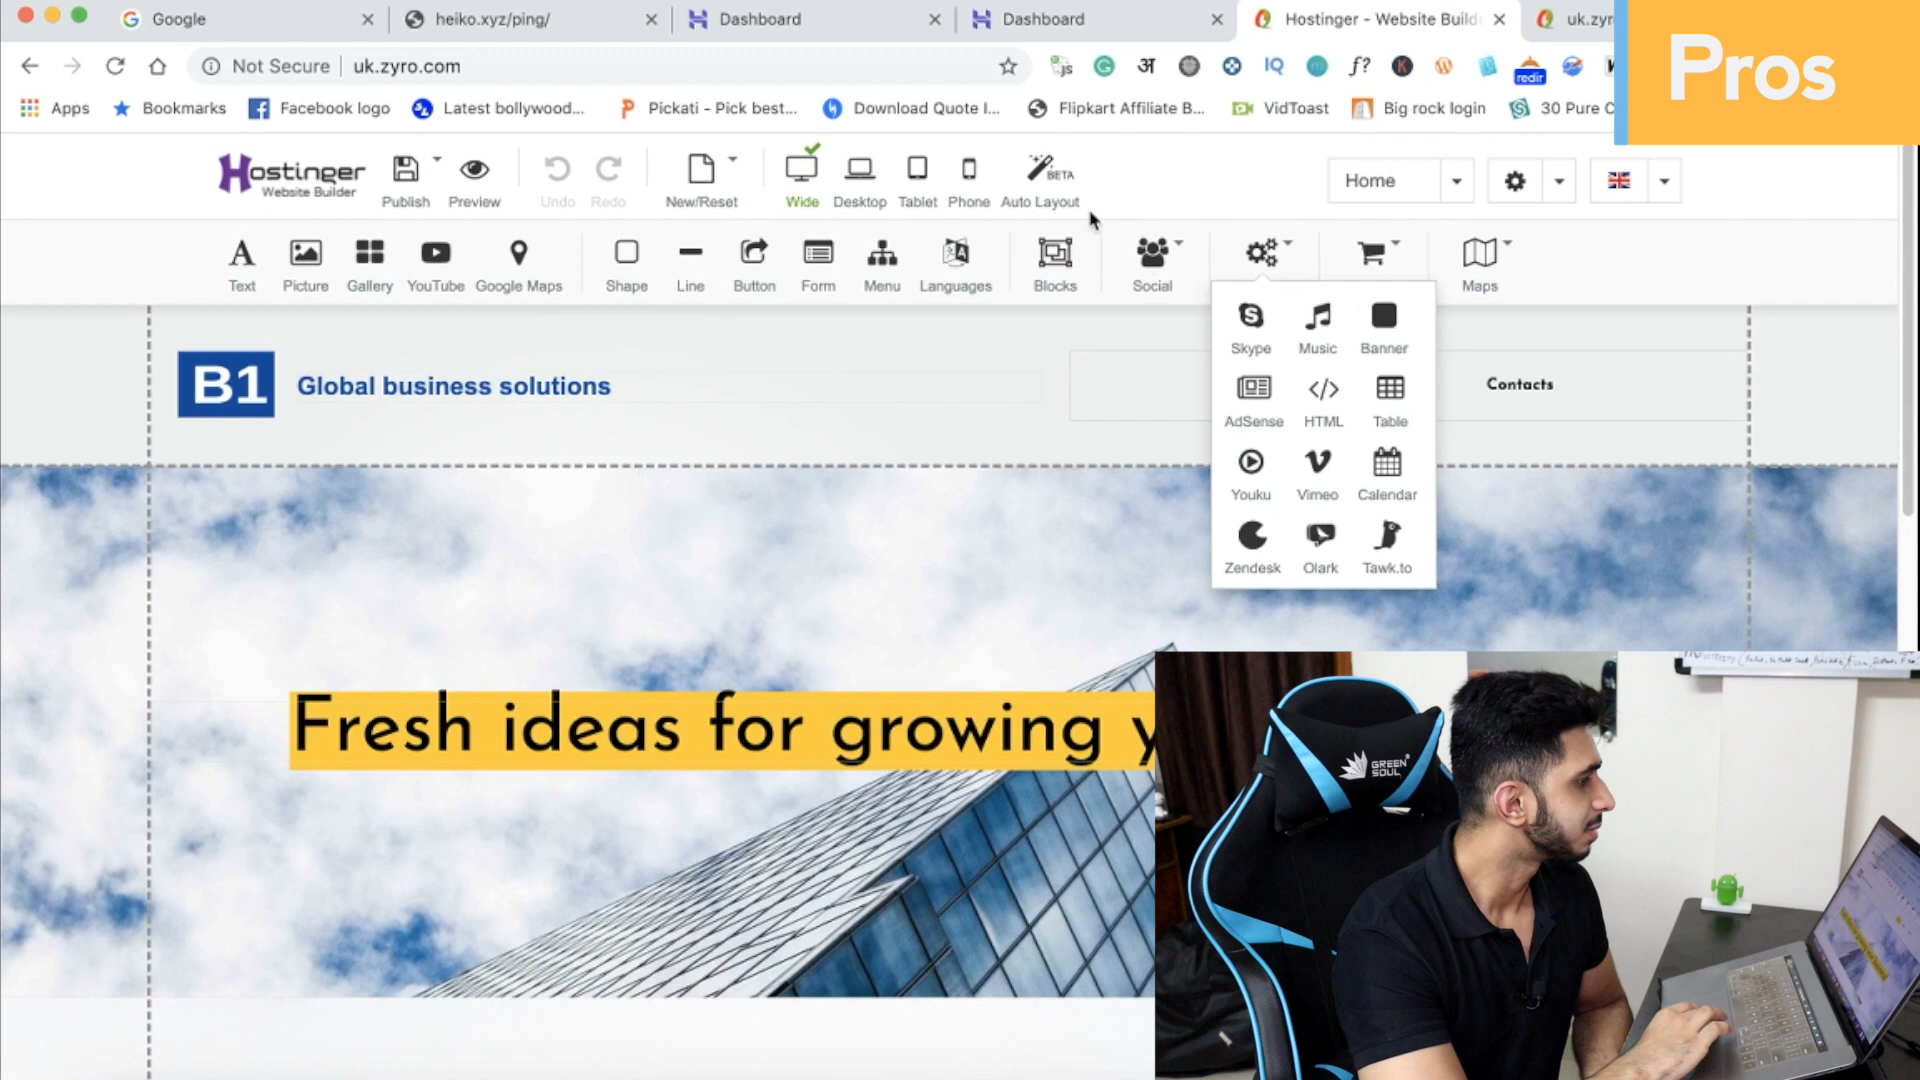 Google
heiko.xyz/ping/
Dashboard
Dashboard
Hostinger - Website Build
uk.zyr
Not Secure
uk.zyro.com
JS
अ
IQ
f?
K
redir
Pros
Apps
Bookmarks
Facebook logo
Latest bollywood...
Pickati - Pick best...
Download Quote I...
Flipkart Affiliate B...
VidToast
Big rock login
30 Pure C
Hostinger
Website Builder
Publish
Preview
Undo
Redo
New/Reset
Wide
Desktop
Tablet
Phone
BETA
Auto Layout
Home
Text
Picture
Gallery
YouTube
Google Maps
Shape
Line
Button
Form
Menu
Languages
Blocks
Social
Maps
Skype
Music
Banner
AdSense
HTML
Table
Youku
Vimeo
Calendar
Zendesk
Olark
Tawk.to
B1
Global business solutions
Contacts
Fresh ideas for growing y
GREEN
SOUL